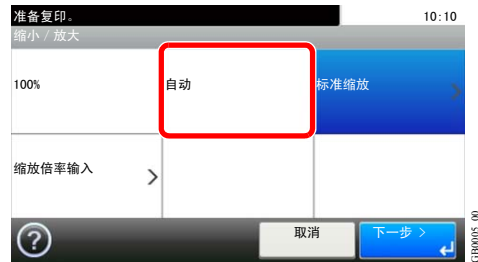 准备复印。 10:10
缩小 / 放大
100% 自动 标准缩放
缩放倍率输入
取消 下一步 >
GB0005_00